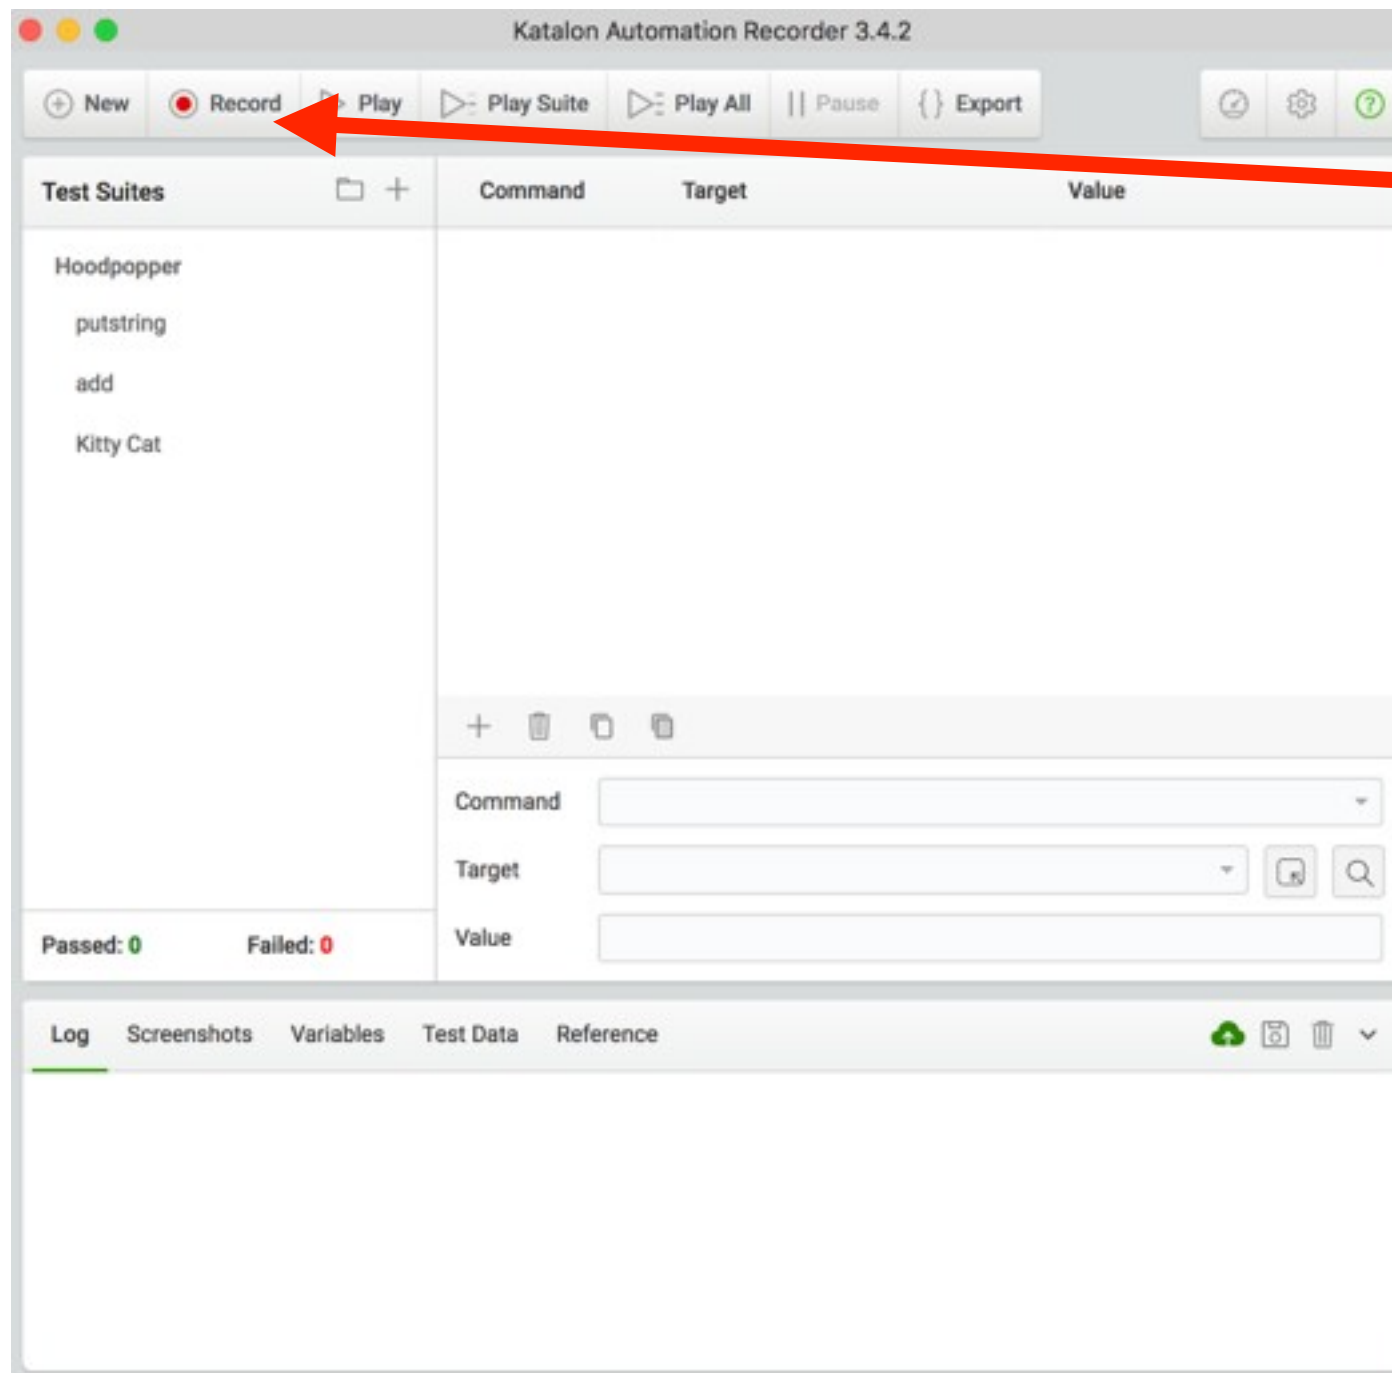 Katalon Automation Recorder 3.4.2
New Record Play Play Suite Play All Pause Export
Test Suites
Command Target Value
Hoodpopper
putstring
add
Kitty Cat
Command
Target
Value
Passed: 0 Failed: 0
Log Screenshots Variables Test Data Reference